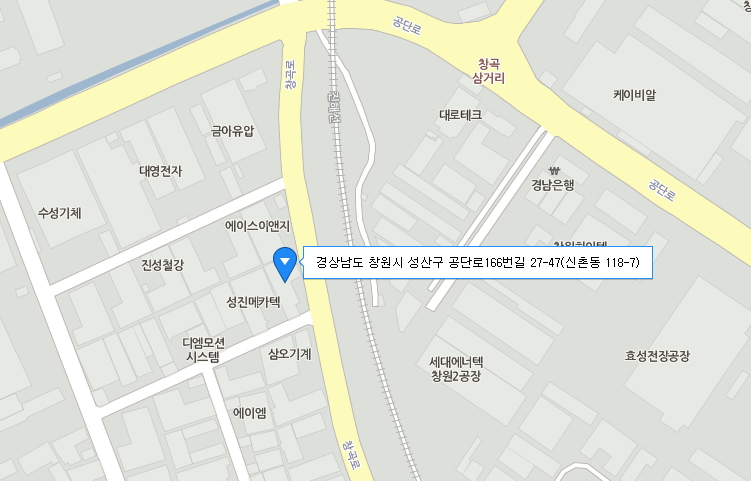 공단로
창곡로
창곡
삼거리
케이비알
대로테크
금아유압
대영전자
₩
경남은행
공단로
수성기체
에이스이앤지
진성철강
경상남도 창원시 성산구 공단로166번길 27-47(신촌동 118-7)
성진메카텍
디엠모션
시스템
삼오기계
세대에너텍
창원2공장
효성전장공장
에이엠
창곡로